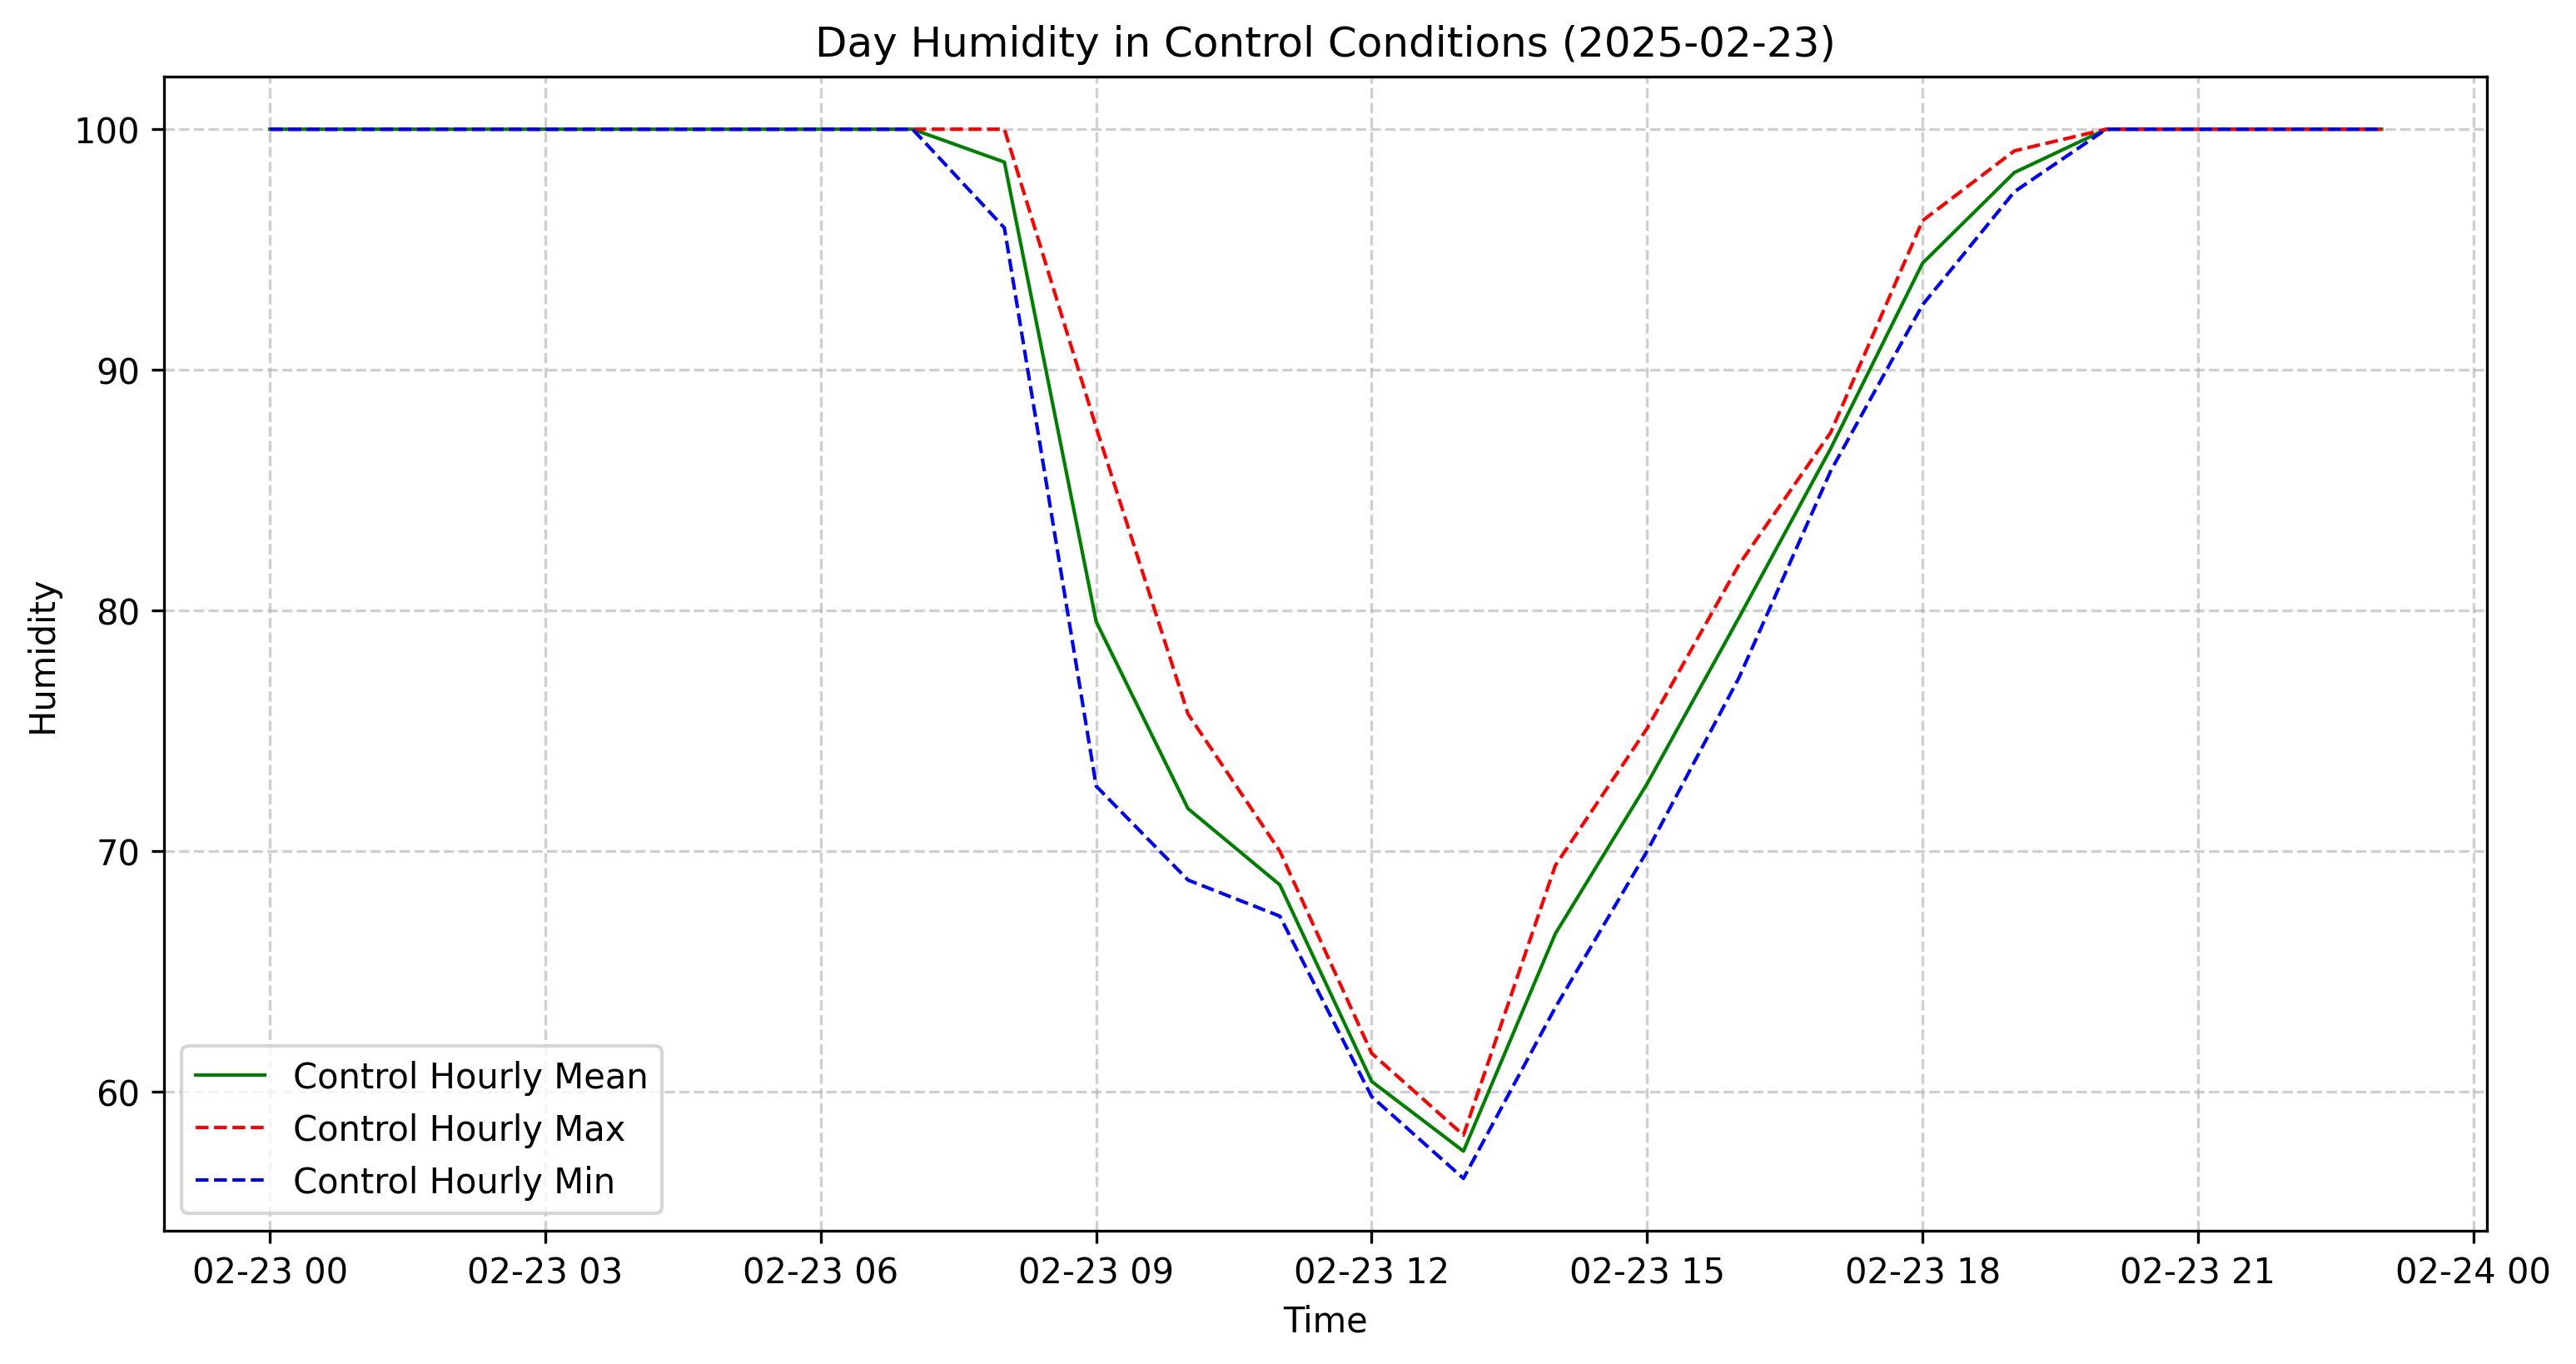 Day Humidity in Control Conditions (2025-02-23)
Humidity
100
90
80
70
60
Control Hourly Mean
Control Hourly Max
Control Hourly Min
02-23 00
02-23 03
02-23 06
02-23 09
02-23 12
02-23 15
02-23 18
02-23 21
02-24 00
Time